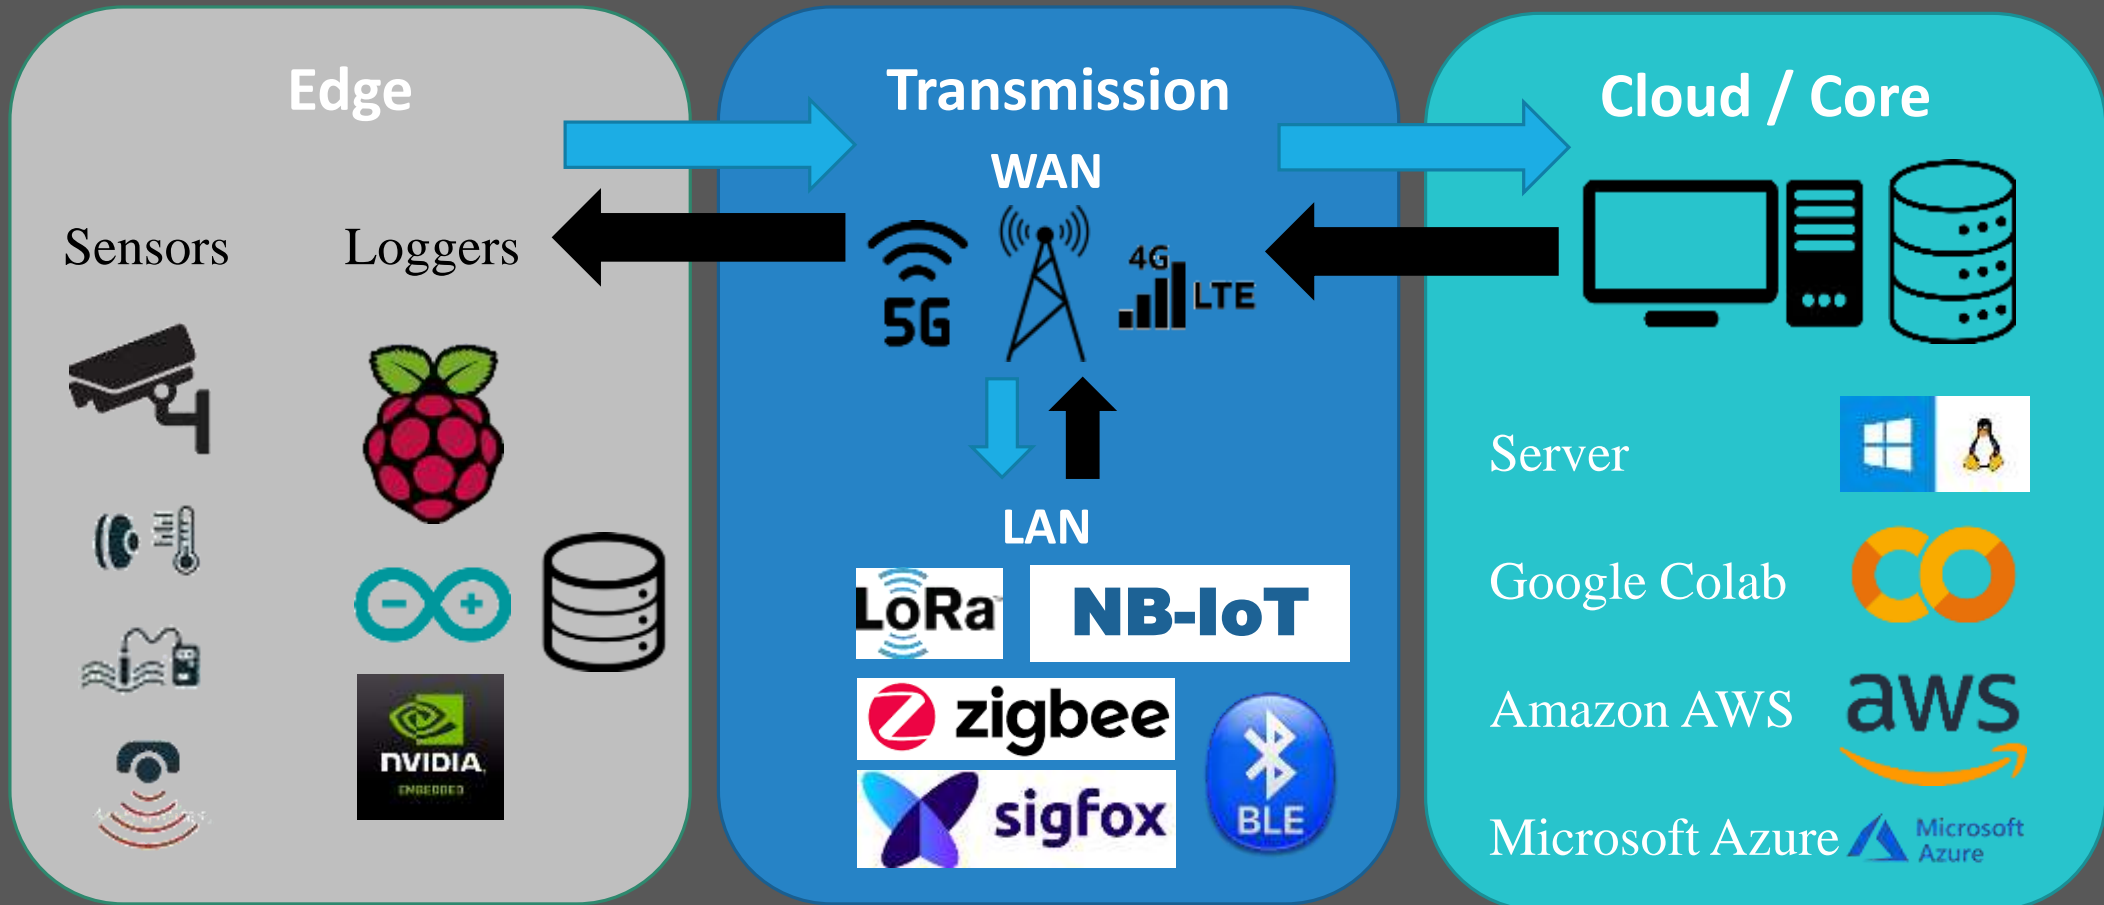 Edge
Sensors
Loggers
NVIDIA
EMBEDDED
Transmission
WAN
5G
4G
LTE
LAN
LoRa
NB-IoT
zigbee
sigfox
BLE
Cloud / Core
Server
Google Colab
Amazon AWS
aws
Microsoft Azure
Microsoft
Azure